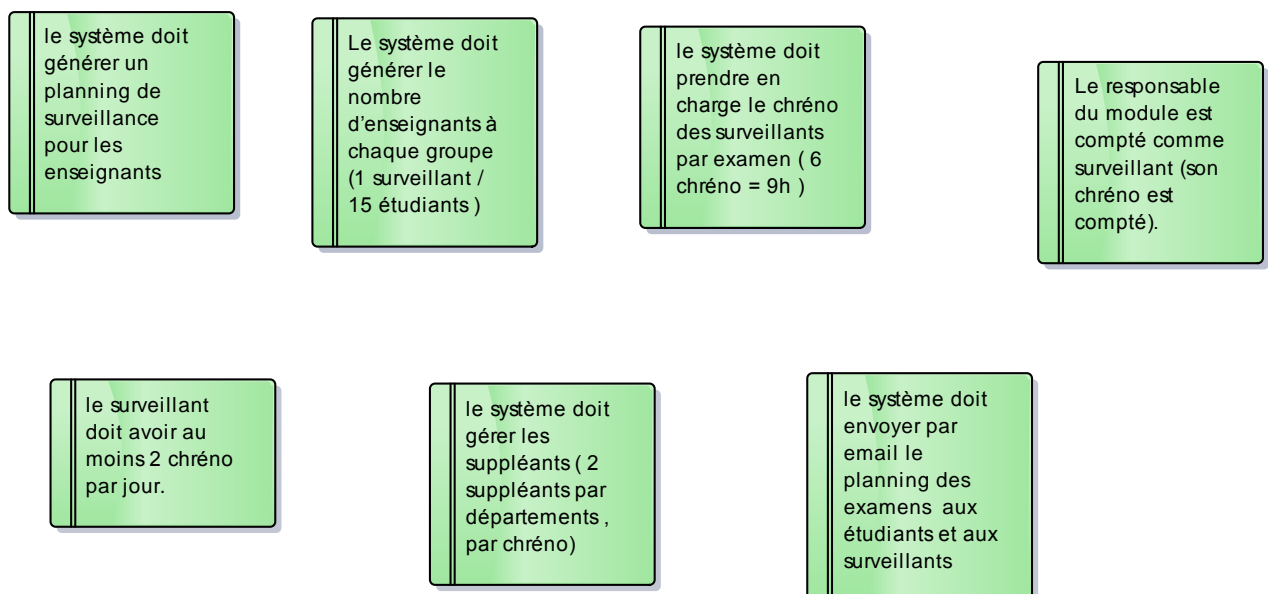 le système doit
générer un
planning de
surveillance
pour les
enseignants
Le système doit
générer le
nombre
d'enseignants à
chaque groupe
(1 surveillant /
15 étudiants )
le système doit
prendre en
charge le chréno
des surveillants
par examen ( 6
chréno = 9h )
Le responsable
du module est
compté comme
surveillant (son
chréno est
compté).
le surveillant
doit avoir au
moins 2 chréno
par jour.
le système doit
gérer les
suppléants ( 2
suppléants par
départements ,
par chréno)
le système doit
envoyer par
email le
planning des
examens aux
étudiants et aux
surveillants